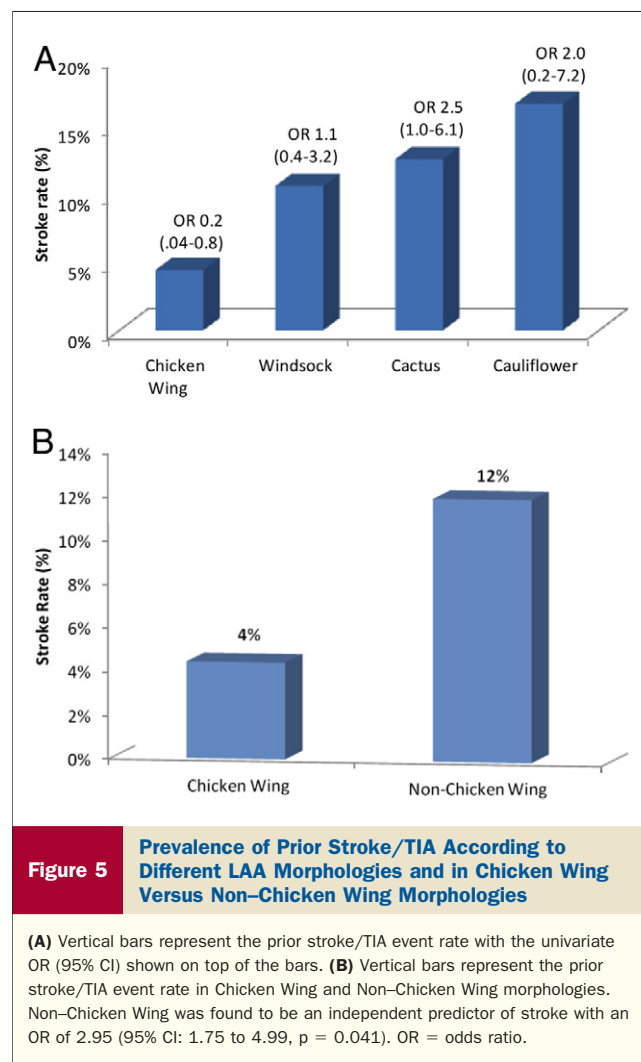 A
20%
15%
10%
5%
0%
Stroke rate (%)
OR 0.2
(.04-0.8)
OR 1.1
(0.4-3.2)
OR 2.5
(1.0-6.1)
OR 2.0
(0.2-7.2)
Chicken
Wing
Windsock
Cactus
Cauliflower
B
14%
12%
10%
8%
6%
4%
2%
0%
Stroke Rate (%)
4%
12%
Chicken Wing
Non-Chicken Wing
Figure 5
Prevalence of Prior Stroke/TIA According to
Different LAA Morphologies and in Chicken Wing
Versus Non–Chicken Wing Morphologies
(A) Vertical bars represent the prior stroke/TIA event rate with the univariate
OR (95% CI) shown on top of the bars. (B) Vertical bars represent the prior
stroke/TIA event rate in Chicken Wing and Non–Chicken Wing morphologies.
Non–Chicken Wing was found to be an independent predictor of stroke with an
OR of 2.95 (95% CI: 1.75 to 4.99, p = 0.041). OR = odds ratio.